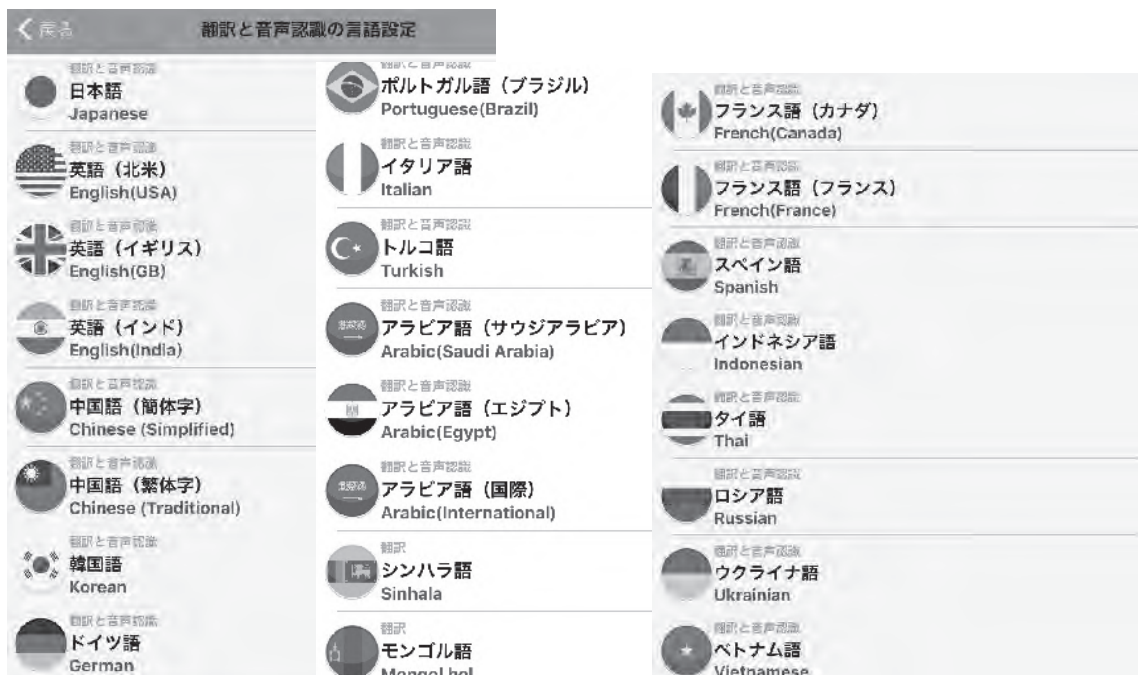 戻る
翻訳と音声認識の言語設定
翻訳と音声認識
日本語
Japanese
翻訳と音声認識
英語（北米）
English(USA)
翻訳と音声認識
英語（イギリス）
English(GB)
翻訳と音声認識
英語（インド）
English(India)
翻訳と音声認識
中国語（簡体字）
Chinese (Simplified)
翻訳と音声認識
中国語（繁体字）
Chinese (Traditional)
翻訳と音声認識
韓国語
Korean
翻訳と音声認識
ドイツ語
German
翻訳と音声認識
ポルトガル語（ブラジル）
Portuguese(Brazil)
翻訳と音声認識
イタリア語
Italian
翻訳と音声認識
トルコ語
Turkish
翻訳と音声認識
アラビア語（サウジアラビア）
Arabic(Saudi Arabia)
翻訳と音声認識
アラビア語（エジプト）
Arabic(Egypt)
翻訳と音声認識
アラビア語（国際）
Arabic(International)
翻訳
シンハラ語
Sinhala
翻訳
モンゴル語
Mongol hel
翻訳と音声認識
フランス語（カナダ）
French(Canada)
翻訳と音声認識
フランス語（フランス）
French(France)
翻訳と音声認識
スペイン語
Spanish
翻訳と音声認識
インドネシア語
Indonesian
翻訳と音声認識
タイ語
Thai
翻訳と音声認識
ロシア語
Russian
翻訳と音声認識
ウクライナ語
Ukrainian
翻訳と音声認識
ベトナム語
Vietnamese